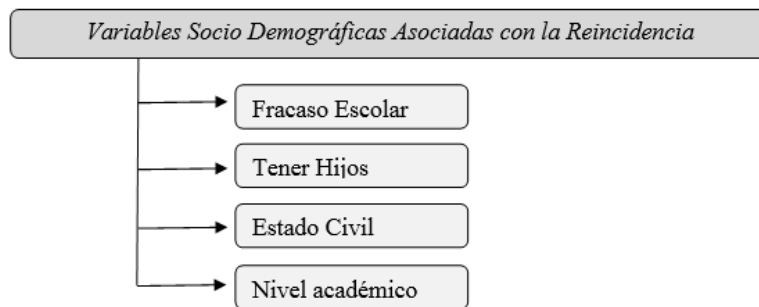 Variables Socio Demográficas Asociadas con la Reincidencia
Fracaso Escolar
Tener Hijos
Estado Civil
Nivel académico